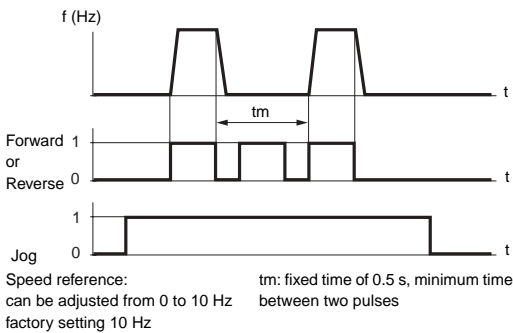 f (Hz)
t
tm
Forward 1
or
Reverse 0
t
1
0
t
Jog
Speed reference:
can be adjusted from 0 to 10 Hz
factory setting 10 Hz
tm: fixed time of 0.5 s, minimum time
between two pulses